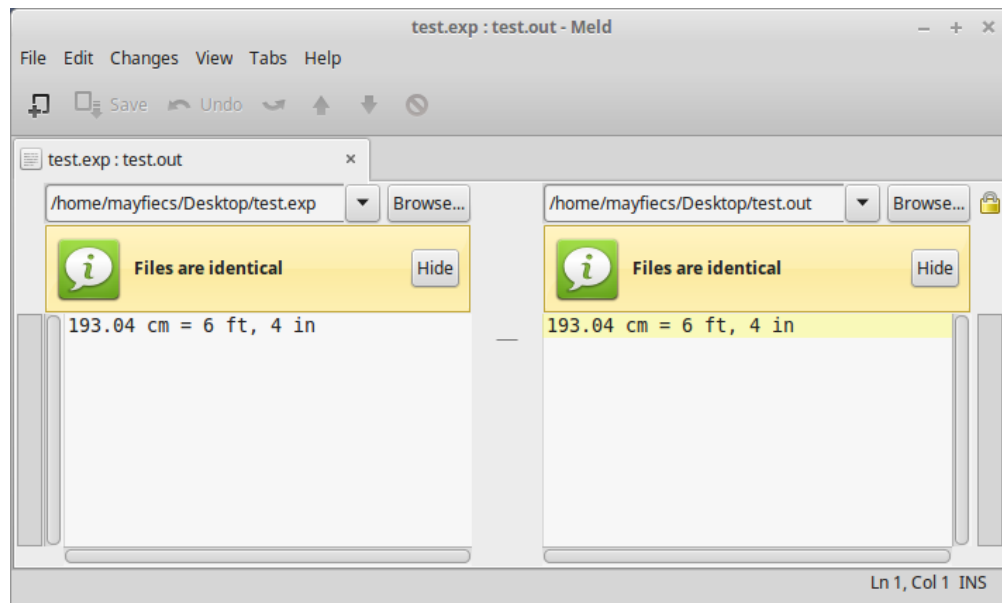 test.exp : test.out - Meld
File Edit Changes View Tabs Help
Save Undo
test.exp : test.out
/home/mayfiecs/Desktop/test.exp Browse... /home/mayfiecs/Desktop/test.out Browse...
Files are identical Hide Files are identical Hide
193.04 cm = 6 ft, 4 in 193.04 cm = 6 ft, 4 in
Ln 1, Col 1 INS